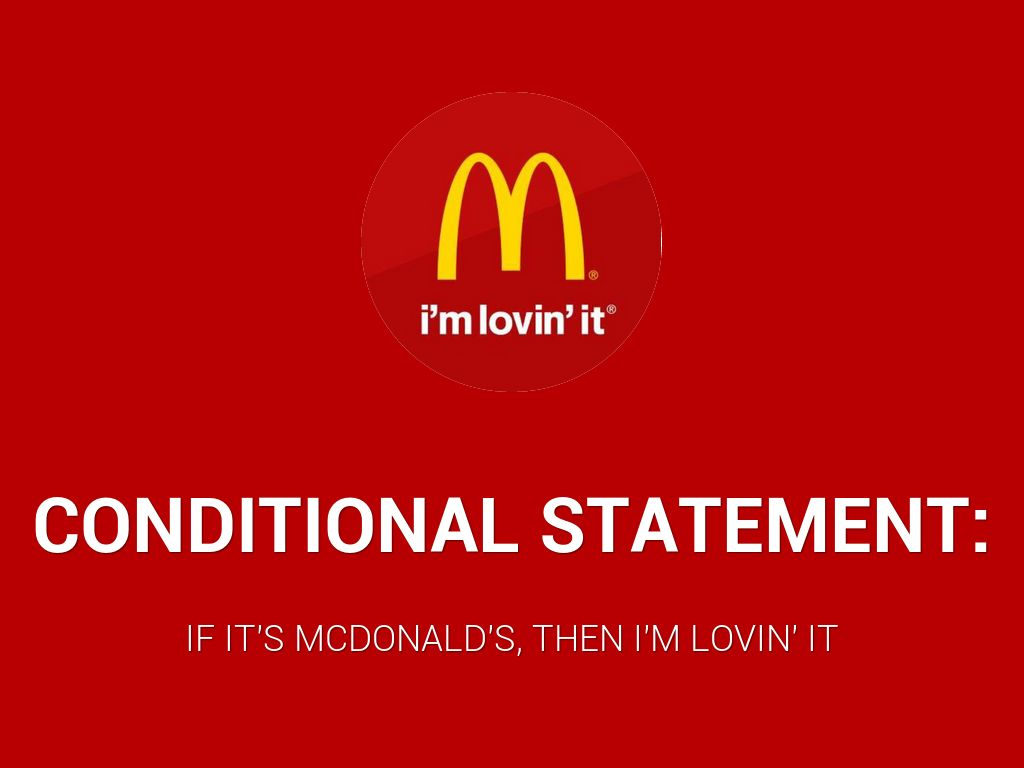 i'm lovin' it®
CONDITIONAL STATEMENT:
IF IT'S MCDONALD'S, THEN I'M LOVIN' IT